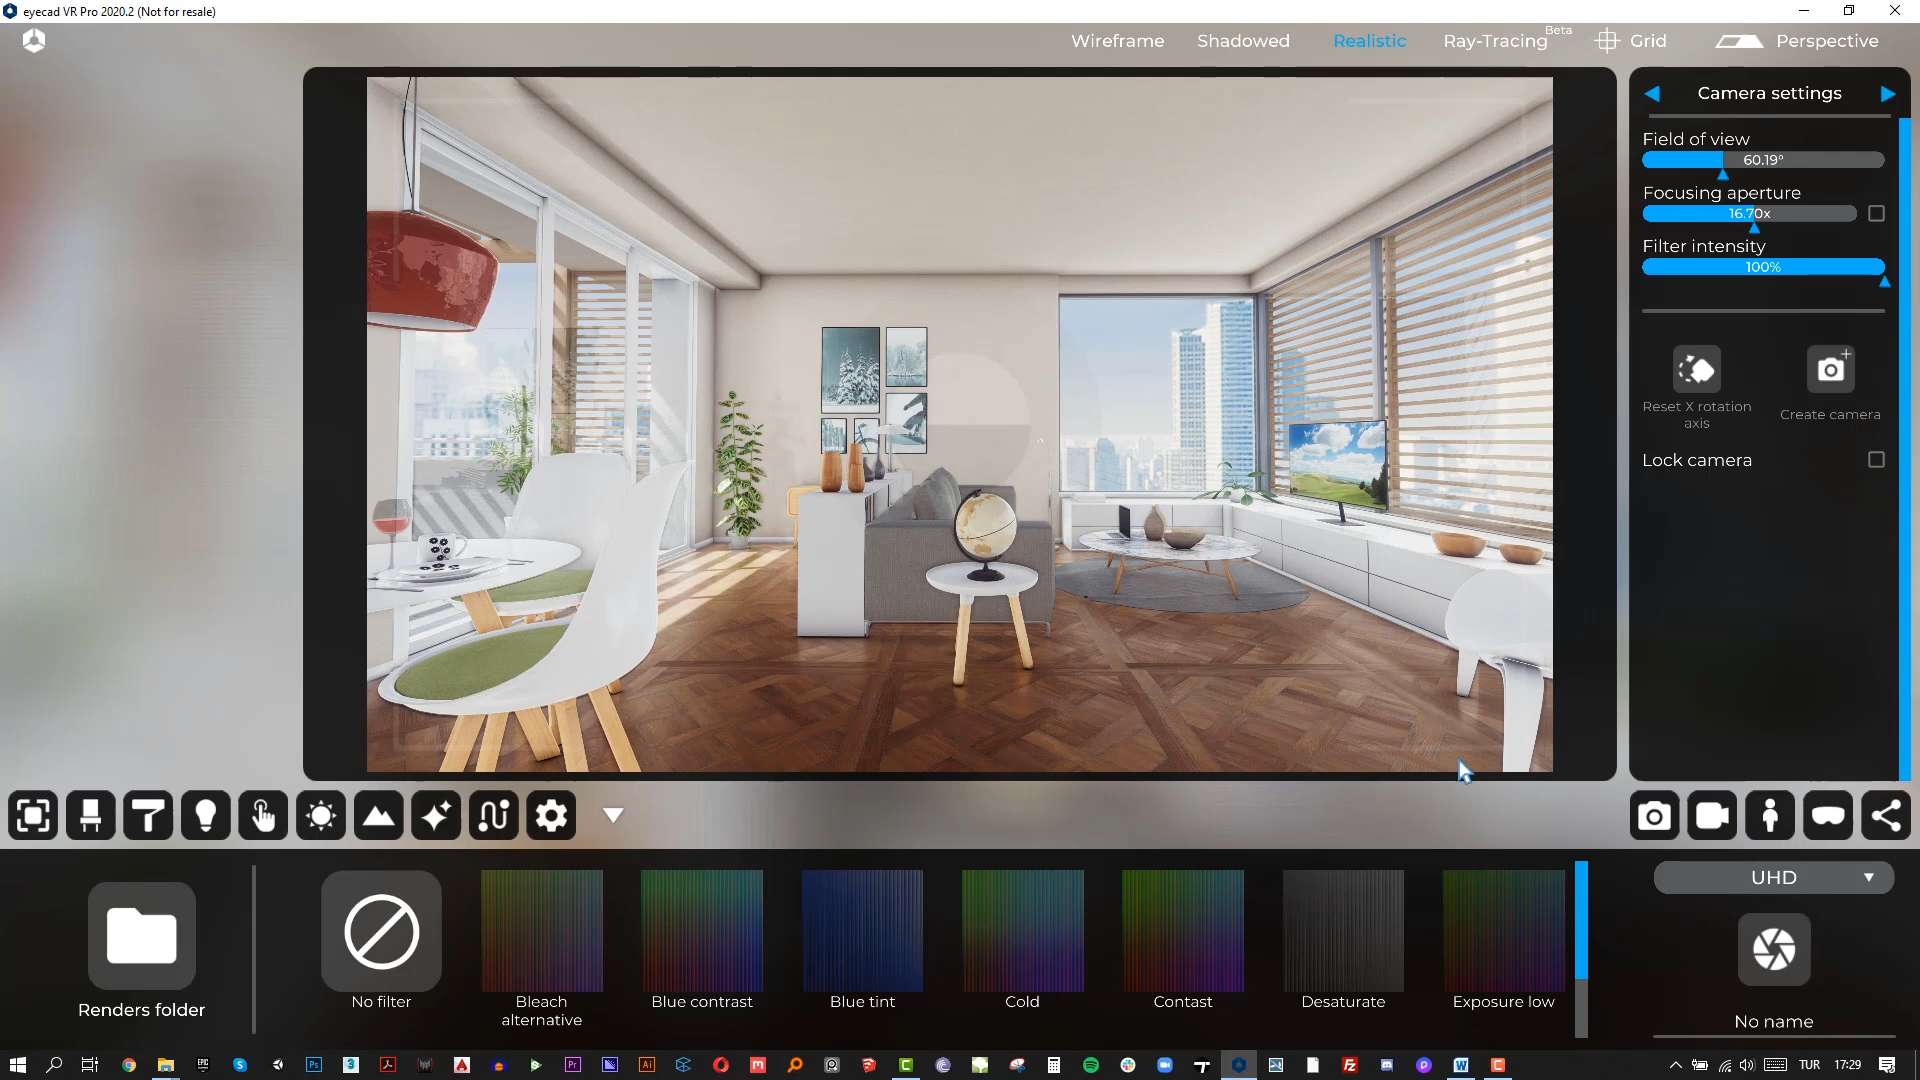 eyecad VR Pro 2020.2 (Not for resale)
Wireframe
Shadowed
Realistic
Ray-Tracing
Beta
Grid
Perspective
Camera settings
Field of view
60.19°
Focusing aperture
16.70x
Filter intensity
100%
Reset X rotation
axis
Create camera
Lock camera
Renders folder
No filter
Bleach
alternative
Blue contrast
Blue tint
Cold
Contast
Desaturate
Exposure low
UHD
No name
TUR
17:29